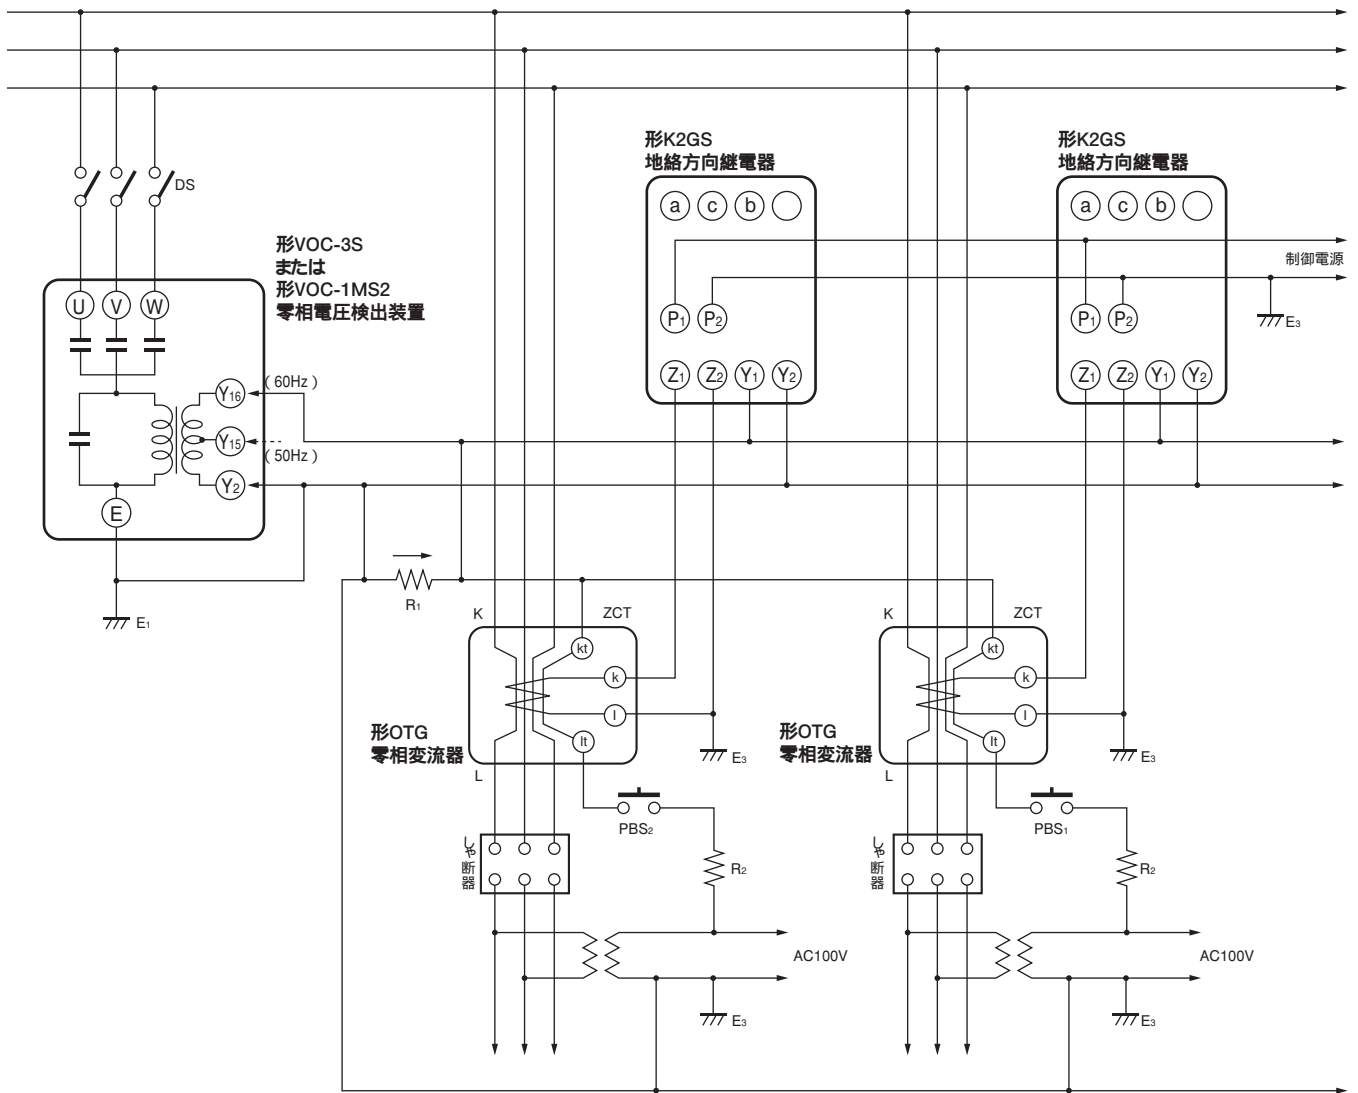 形K2GS
地絡方向継電器
形K2GS
地絡方向継電器
a c b
a c b
DS
形VOC-3S
または
形VOC-1MS2
零相電圧検出装置
制御電源
U V W
P1 P2
P1 P2
E3
Z1 Z2 Y1 Y2
Z1 Z2 Y1 Y2
Y16
(60Hz)
Y15
(50Hz)
Y2
E
E1
R1
K
ZCT
kt
k
l
lt
形OTG
零相変流器
L
E3
K
ZCT
kt
k
l
lt
形OTG
零相変流器
L
E3
PBS2
PBS1
しゃ断器
R2
しゃ断器
R2
AC100V
AC100V
E3
E3